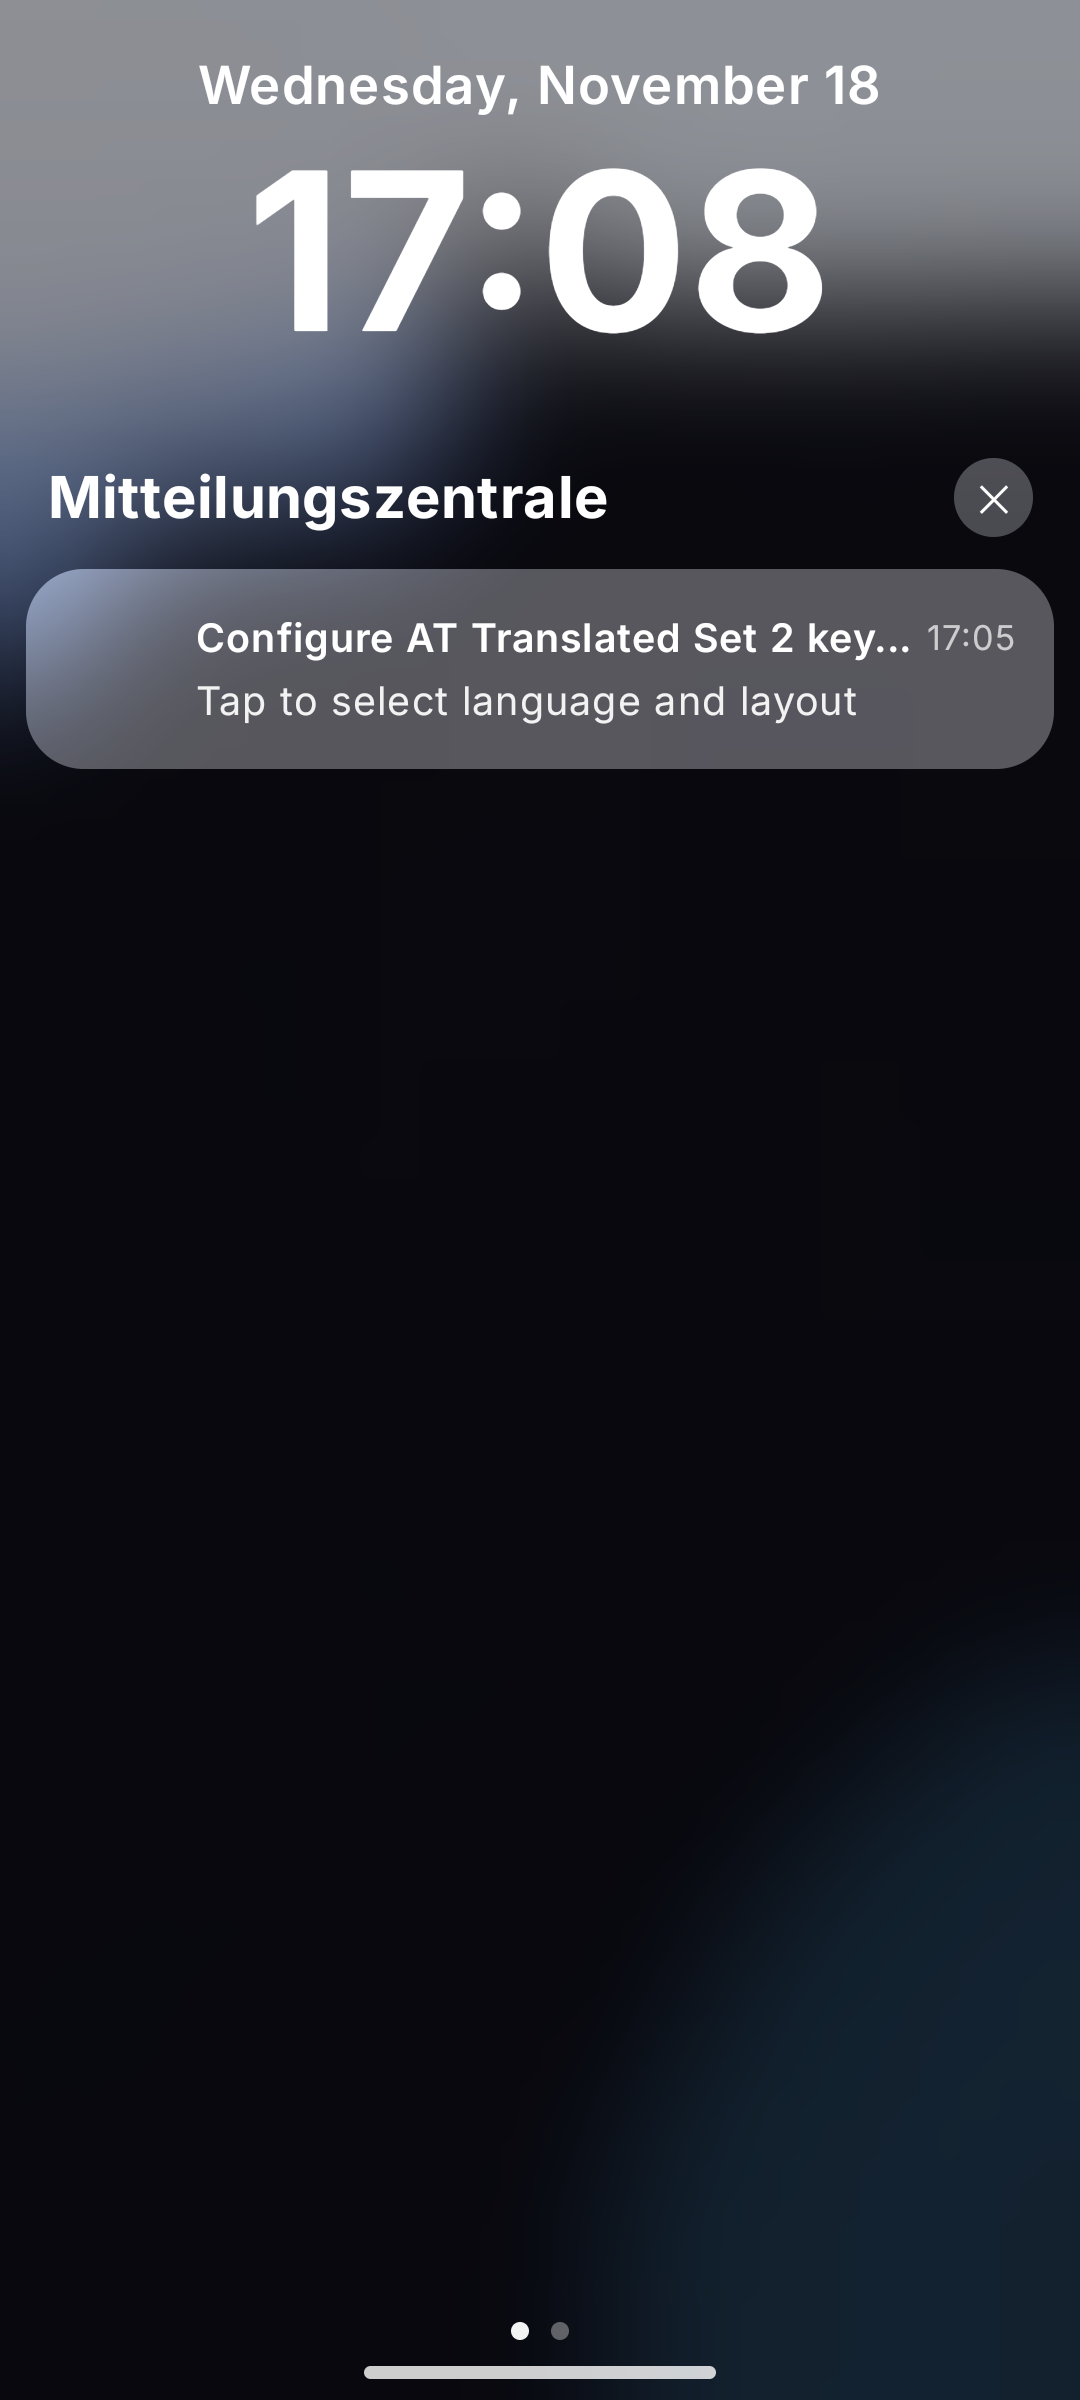 Wednesday, November 18
17:08
Mitteilungszentrale
Configure AT Translated Set 2 key... 17:05
Tap to select language and layout